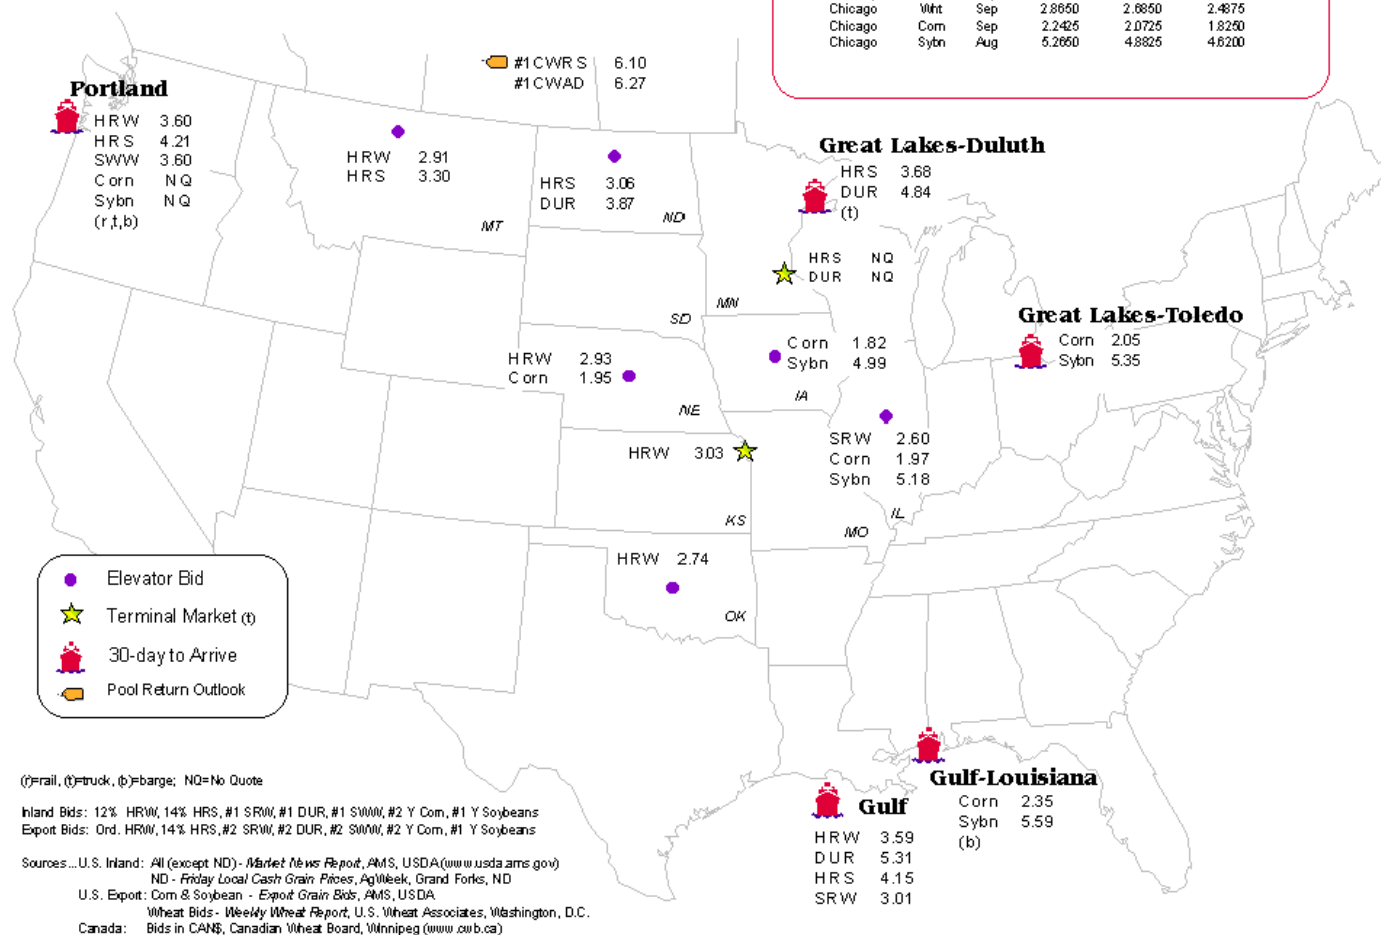 Chicago Wht Sep 2.8650 2.6850 2.4875
Chicago Corn Sep 2.2425 2.0725 1.8250
Chicago Sybn Aug 5.2650 4.8825 4.6200
#1 CWRS 6.10
#1 CWAD 6.27
Portland
HRW 3.60
HRS 4.21
SWW 3.60
Corn NQ
Sybn NQ
(r,t,b)
HRW 2.91
HRS 3.30
MT
HRS 3.06
DUR 3.87
ND
Great Lakes-Duluth
HRS 3.68
DUR 4.84
(t)
HRS NQ
DUR NQ
MN
SD
Great Lakes-Toledo
Corn 2.05
Sybn 5.35
HRW 2.93
Corn 1.95
NE
Corn 1.82
Sybn 4.99
IA
HRW 3.03
KS
SRW 2.60
Corn 1.97
Sybn 5.18
IL
MO
HRW 2.74
OK
Elevator Bid
Terminal Market (t)
30-day to Arrive
Pool Return Outlook
Gulf-Louisiana
Corn 2.35
Sybn 5.59
(b)
Gulf
HRW 3.59
DUR 5.31
HRS 4.15
SRW 3.01
(r)=rail, (t)=truck, (b)=barge; NQ=No Quote
Inland Bids: 12% HRW, 14% HRS, #1 SRW, #1 DUR, #1 SWW, #2 Y Corn, #1 Y Soybeans
Export Bids: Ord. HRW, 14% HRS, #2 SRW, #2 DUR, #2 SWW, #2 Y Corn, #1 Y Soybeans
Sources...U.S. Inland: All (except ND) - Market News Report, AMS, USDA (www.usda.ams.gov)
ND - Friday Local Cash Grain Prices, AgWeek, Grand Forks, ND
U.S. Export: Corn & Soybean - Export Grain Bids, AMS, USDA
Wheat Bids - Weekly Wheat Report, U.S. Wheat Associates, Washington, D.C.
Canada: Bids in CAN$, Canadian Wheat Board, Winnipeg (www.cwb.ca)